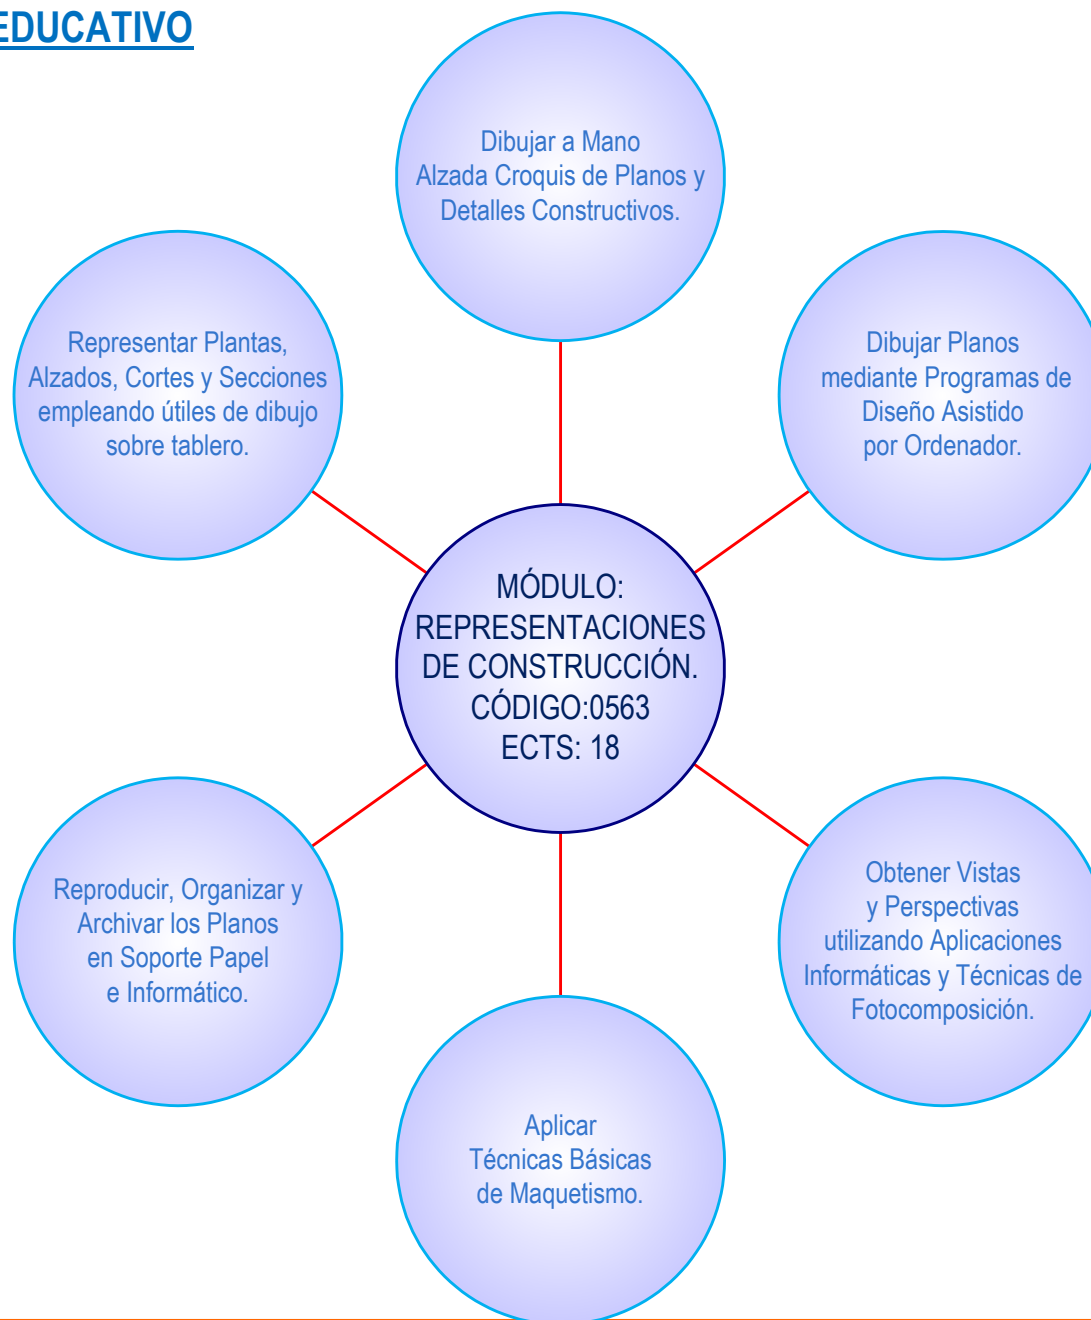 EDUCATIVO
Dibujar a Mano
Alzada Croquis de Planos y
Detalles Constructivos.
Representar Plantas,
Alzados, Cortes y Secciones
empleando útiles de dibujo
sobre tablero.
Dibujar Planos
mediante Programas de
Diseño Asistido
por Ordenador.
MÓDULO:
REPRESENTACIONES
DE CONSTRUCCIÓN.
CÓDIGO:0563
ECTS: 18
Reproducir, Organizar y
Archivar los Planos
en Soporte Papel
e Informático.
Obtener Vistas
y Perspectivas
utilizando Aplicaciones
Informáticas y Técnicas de
Fotocomposición.
Aplicar
Técnicas Básicas
de Maquetismo.